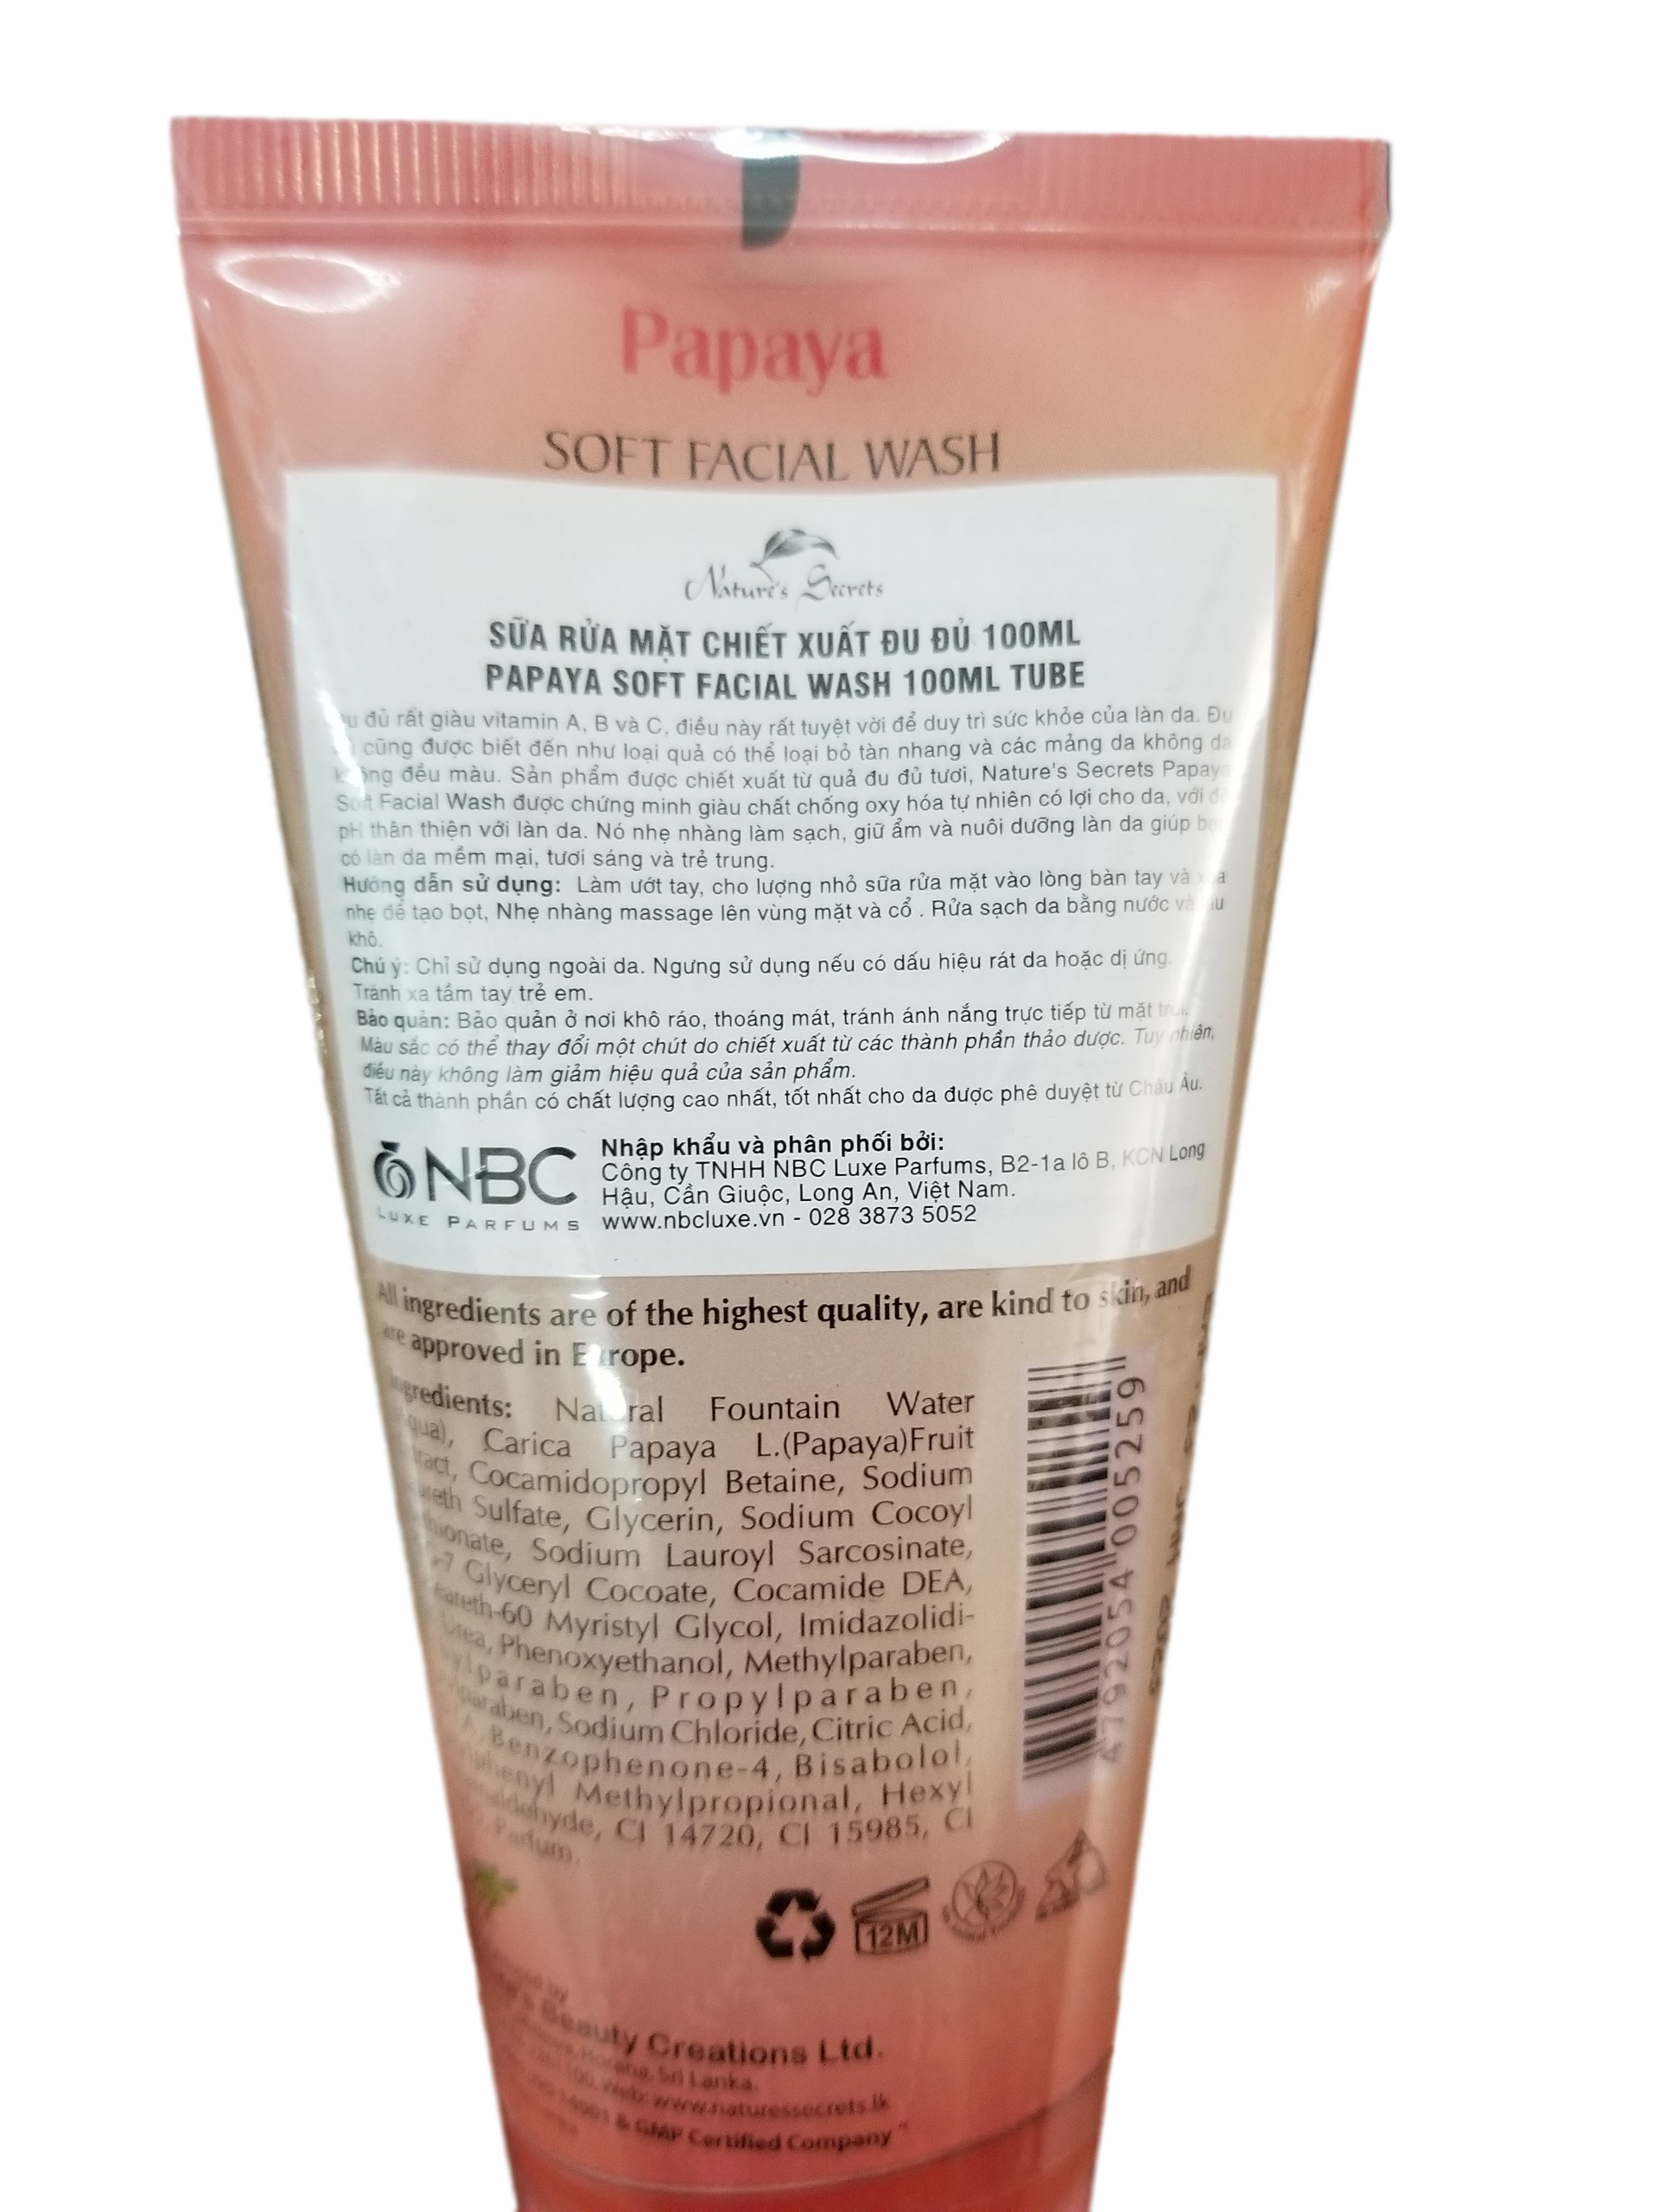 Papaya
SOFT FACIAL WASH
Nature's Secrets
SỮA RỬA MẶT CHIẾT XUẤT ĐU ĐỦ 100ML
PAPAYA SOFT FACIAL WASH 100ML TUBE
đủ rất giàu vitamin A, B và C, điều này rất tuyệt vời để duy trì sức khỏe của làn da. Đu
cũng được biết đến như loại quả có thể loại bỏ tàn nhang và các mảng da không da
không đều màu. Sản phẩm được chiết xuất từ quả đu đủ tươi, Nature's Secrets Papaya
Soft Facial Wash được chứng minh giàu chất chống oxy hóa tự nhiên có lợi cho da, với độ
pH thân thiện với làn da. Nó nhẹ nhàng làm sạch, giữ ẩm và nuôi dưỡng làn da giúp bạn
có làn da mềm mại, tươi sáng và trẻ trung.
Hướng dẫn sử dụng: Làm ướt tay, cho lượng nhỏ sữa rửa mặt vào lòng bàn tay và xoa
nhẹ để tạo bọt, Nhẹ nhàng massage lên vùng mặt và cổ . Rửa sạch da bằng nước và
khô.
Chú ý: Chỉ sử dụng ngoài da. Ngưng sử dụng nếu có dấu hiệu rát da hoặc dị ứng.
Tránh xa tầm tay trẻ em.
Bảo quản: Bảo quản ở nơi khô ráo, thoáng mát, tránh ánh nắng trực tiếp từ mặt trời.
Màu sắc có thể thay đổi một chút do chiết xuất từ các thành phần thảo dược. Tuy nhiên,
điều này không làm giảm hiệu quả của sản phẩm.
Tất cả thành phần có chất lượng cao nhất, tốt nhất cho da được phê duyệt từ Châu Âu.
NBC
LUXE PARFUMS
Nhập khẩu và phân phối bởi:
Công ty TNHH NBC Luxe Parfums, B2-1a lô B, KCN Long
Hậu, Cần Giuộc, Long An, Việt Nam.
www.nbcluxe.vn - 028 3873 5052
All ingredients are of the highest quality, are kind to skin, and
are approved in Europe.
Ingredients: Natural Fountain Water
Carica Papaya L.(Papaya)Fruit
Cocamidopropyl Betaine, Sodium
Sulfate, Glycerin, Sodium Cocoyl
Sodium Lauroyl Sarcosinate,
Glyceryl Cocoate, Cocamide DEA,
Myristyl Glycol, Imidazolidi-
Urea, Phenoxyethanol, Methylparaben,
Propylparaben,
Sodium Chloride, Citric Acid,
Benzophenone-4, Bisabolol,
Methylpropional, Hexyl
CI 14720, CI 15985, CI
Parfum.
4792054005259
12M
Beauty Creations Ltd.
Sri Lanka.
Web: www.naturessecrets.lk
& GMP Certified Company "